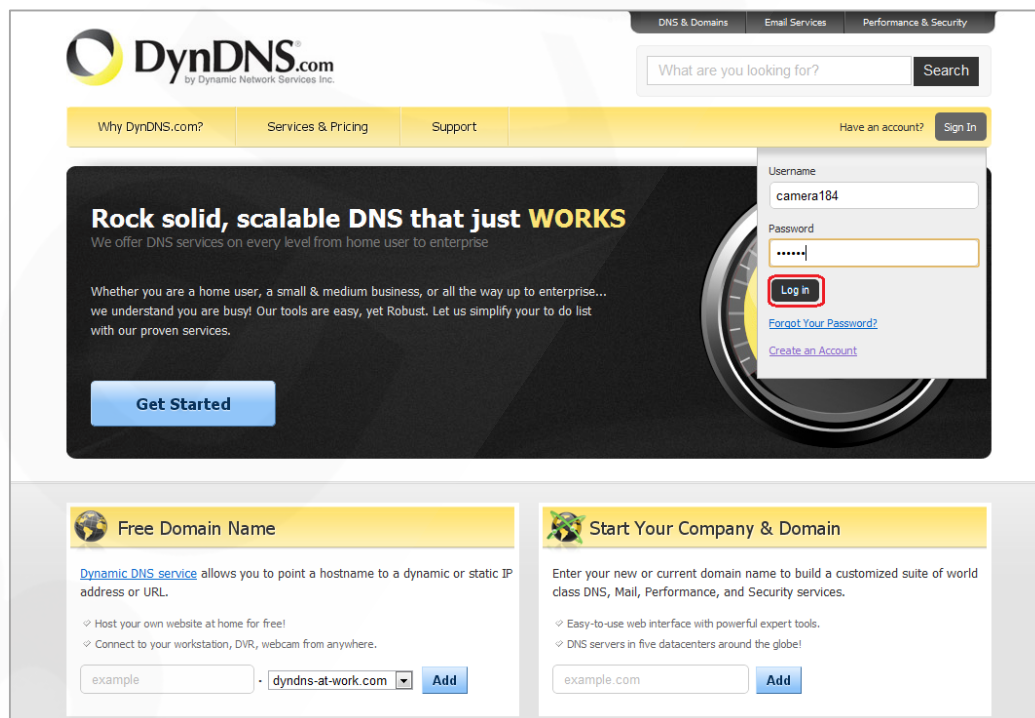 DNS & Domains Email Services Performance & Security
DynDNS.com
by Dynamic Network Services Inc.
What are you looking for? Search
Why DynDNS.com? Services & Pricing Support Have an account? Sign In
Username
camera184
Password
••••••
Log in
Forgot Your Password?
Create an Account
Rock solid, scalable DNS that just WORKS
We offer DNS services on every level from home user to enterprise
Whether you are a home user, a small & medium business, or all the way up to enterprise...
we understand you are busy! Our tools are easy, yet Robust. Let us simplify your to do list
with our proven services.
Get Started
Free Domain Name
Dynamic DNS service allows you to point a hostname to a dynamic or static IP
address or URL.
Host your own website at home for free!
Connect to your workstation, DVR, webcam from anywhere.
example . dyndns-at-work.com Add
Start Your Company & Domain
Enter your new or current domain name to build a customized suite of world
class DNS, Mail, Performance, and Security services.
Easy-to-use web interface with powerful expert tools.
DNS servers in five datacenters around the globe!
example.com Add